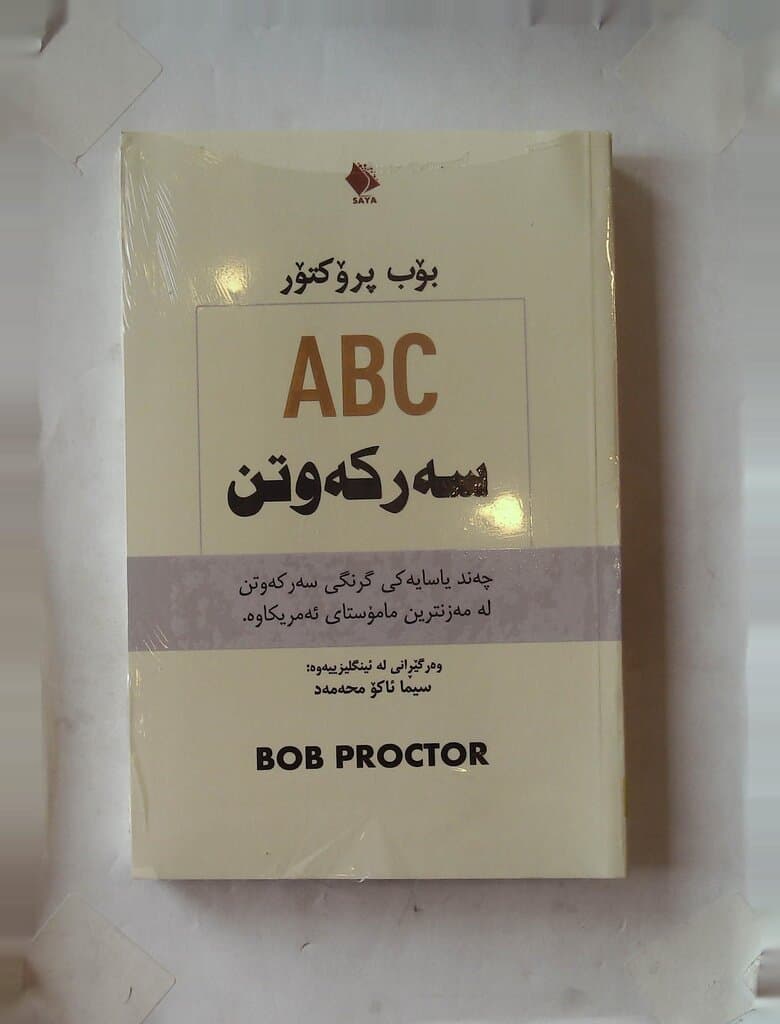 SAYA
بۆب پرۆکتۆر
ABC
سەرکەوتن
چەند یاسایەکی گرنگی سەرکەوتن
لە مەزنترین مامۆستای ئەمریکاوە.
وەرگێڕانی لە ئینگلیزییەوە:
سیما ئاکۆ محەمەد
BOB PROCTOR